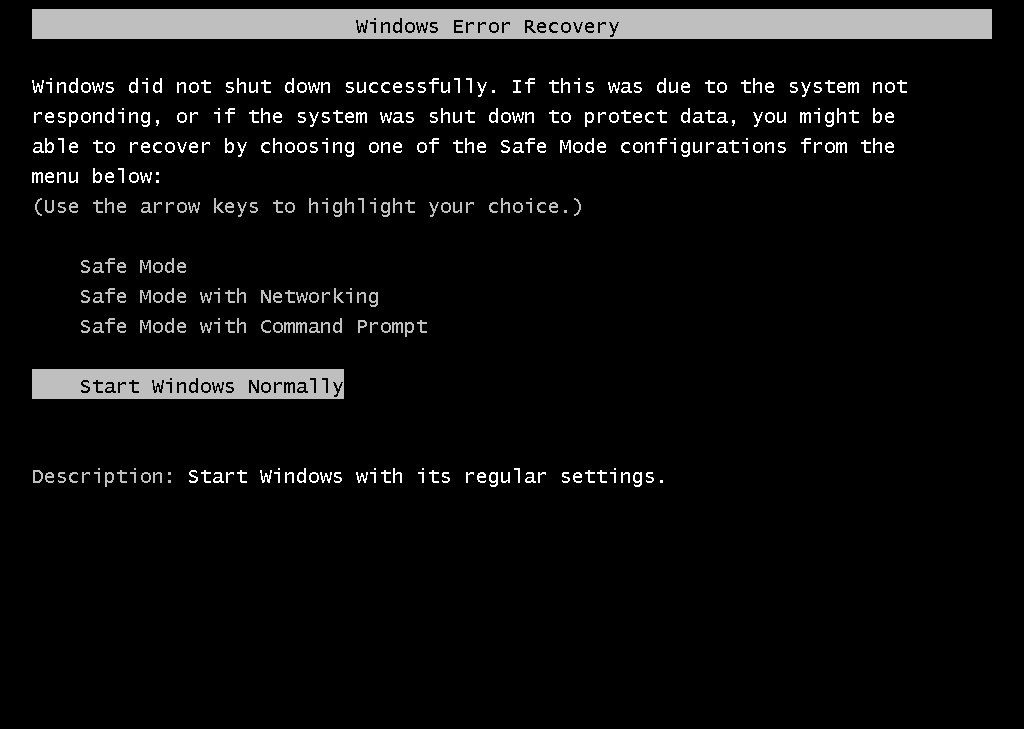 Windows Error Recovery
Windows did not shut down successfully. If this was due to the system not
responding, or if the system was shut down to protect data, you might be
able to recover by choosing one of the Safe Mode configurations from the
menu below:
(Use the arrow keys to highlight your choice.)
Safe Mode
Safe Mode with Networking
Safe Mode with Command Prompt
Start Windows Normally
Description: Start Windows with its regular settings.